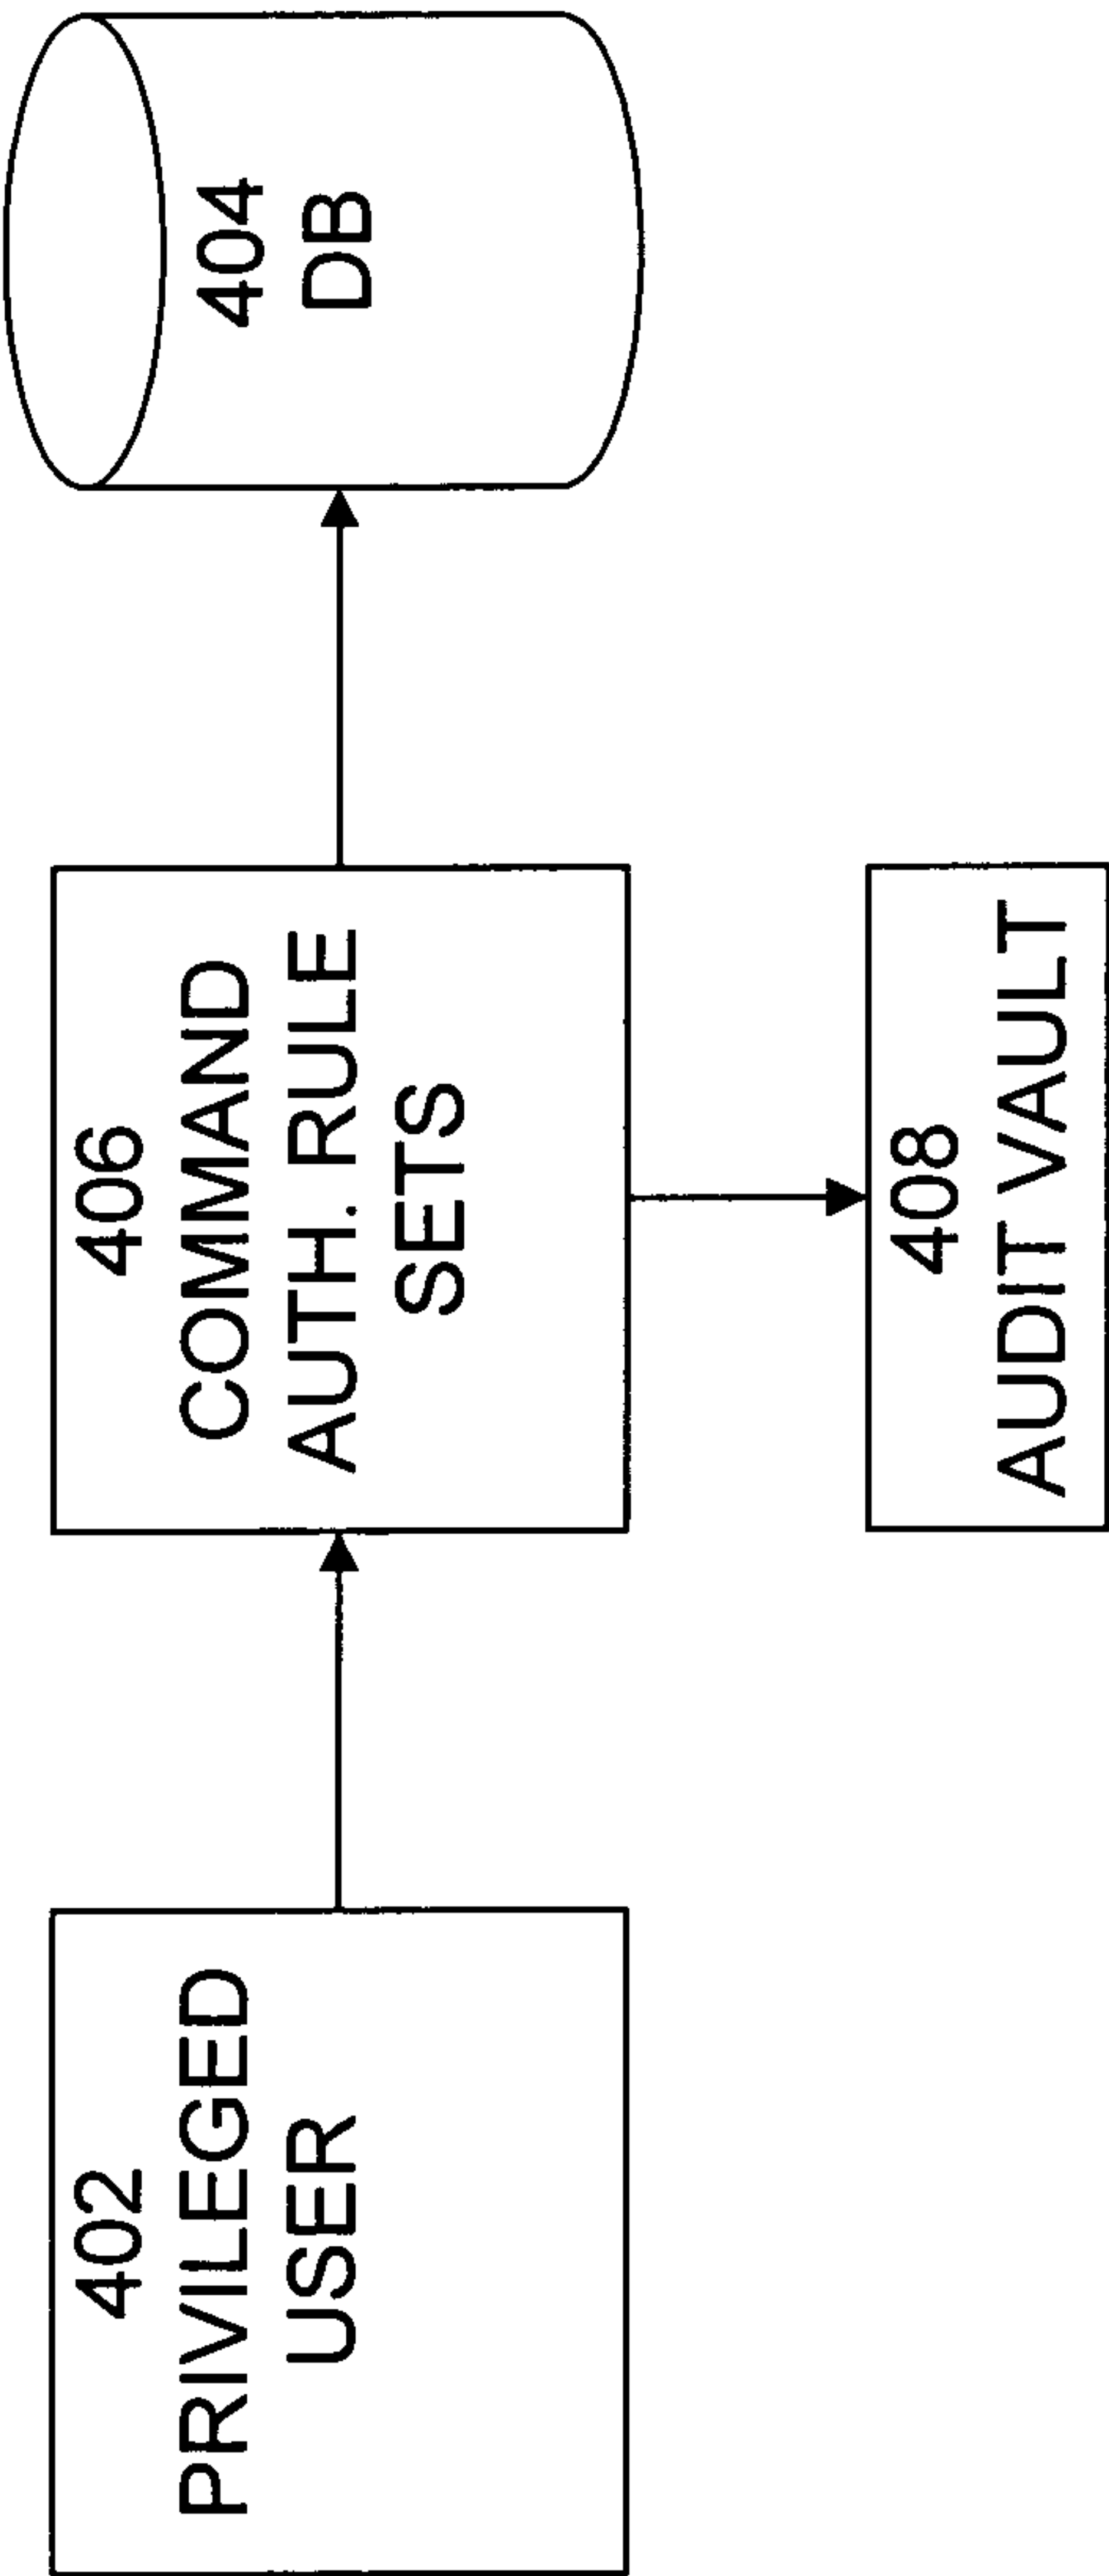 402
PRIVILEGED
USER
406
COMMAND
AUTH. RULE
SETS
404
DB
408
AUDIT VAULT